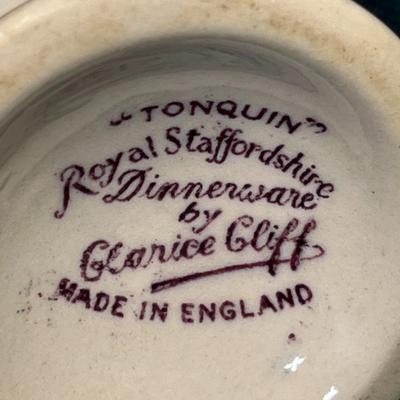 "TONQUIN"
Royal Staffordshire
Dinnerware
by
Clarice Cliff
MADE IN ENGLAND